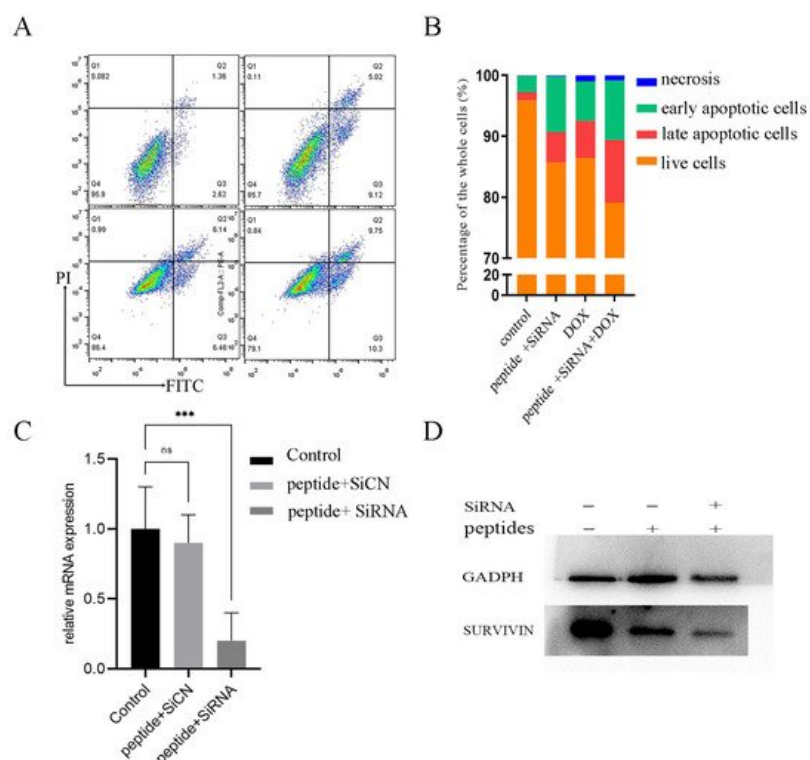 A
Q1
0.082
Q2
1.36
Q4
95.9
Q3
2.62
Q1
0.11
Q2
5.02
Q4
85.7
Q3
9.12
Q1
0.99
Q2
6.14
Q4
86.4
Q3
6.46
Q1
0.84
Q2
9.75
Q4
79.1
Q3
10.3
Comp-FL2-A :: PE-A
PI
FITC
B
Percentage of the whole cells (%)
100
90
80
70
20
0
control
peptide +SiRNA
DOX
peptide +SiRNA+DOX
necrosis
early apoptotic cells
late apoptotic cells
live cells
C
relative mRNA expression
1.5
1.0
0.5
0.0
***
ns
Control
peptide+SiCN
peptide+SiRNA
Control
peptide+SiCN
peptide+ SiRNA
D
SiRNA − − +
peptides − + +
GADPH
SURVIVIN